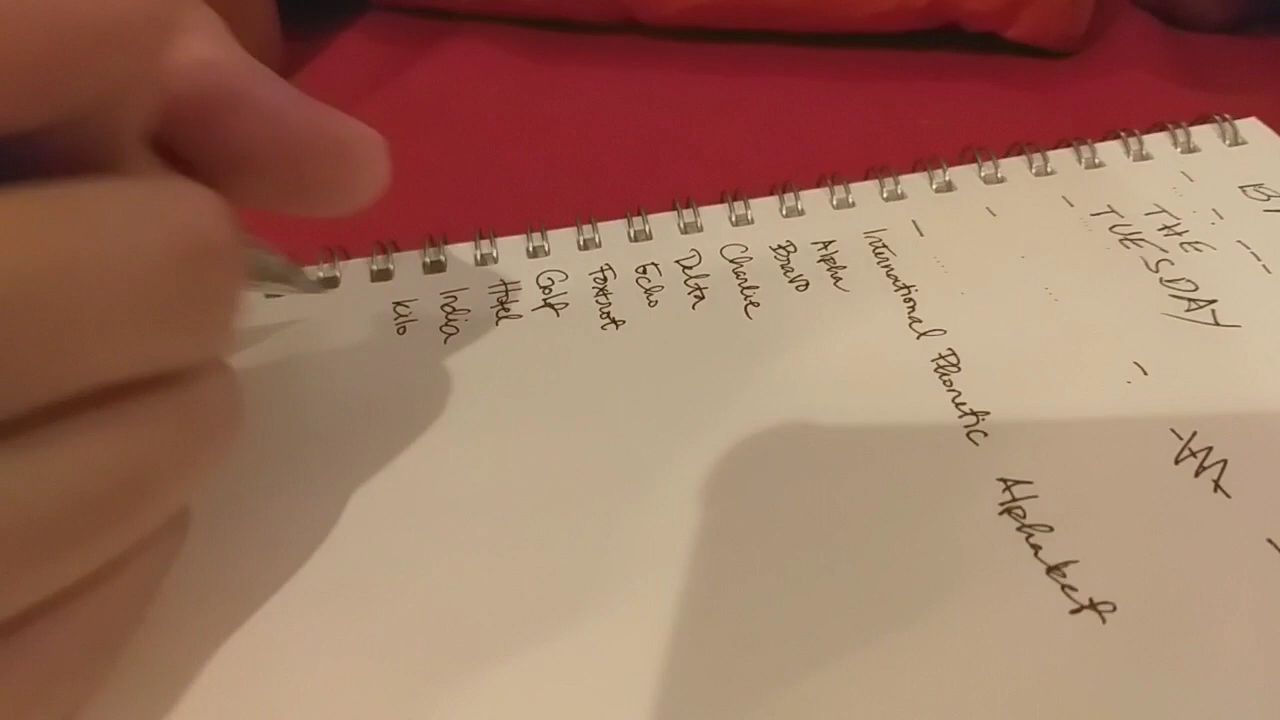 THE
TUESDAY
International Phonetic Alphabet
Alpha
Bravo
Charlie
Delta
Echo
Foxtrot
Golf
Hotel
India
Kilo